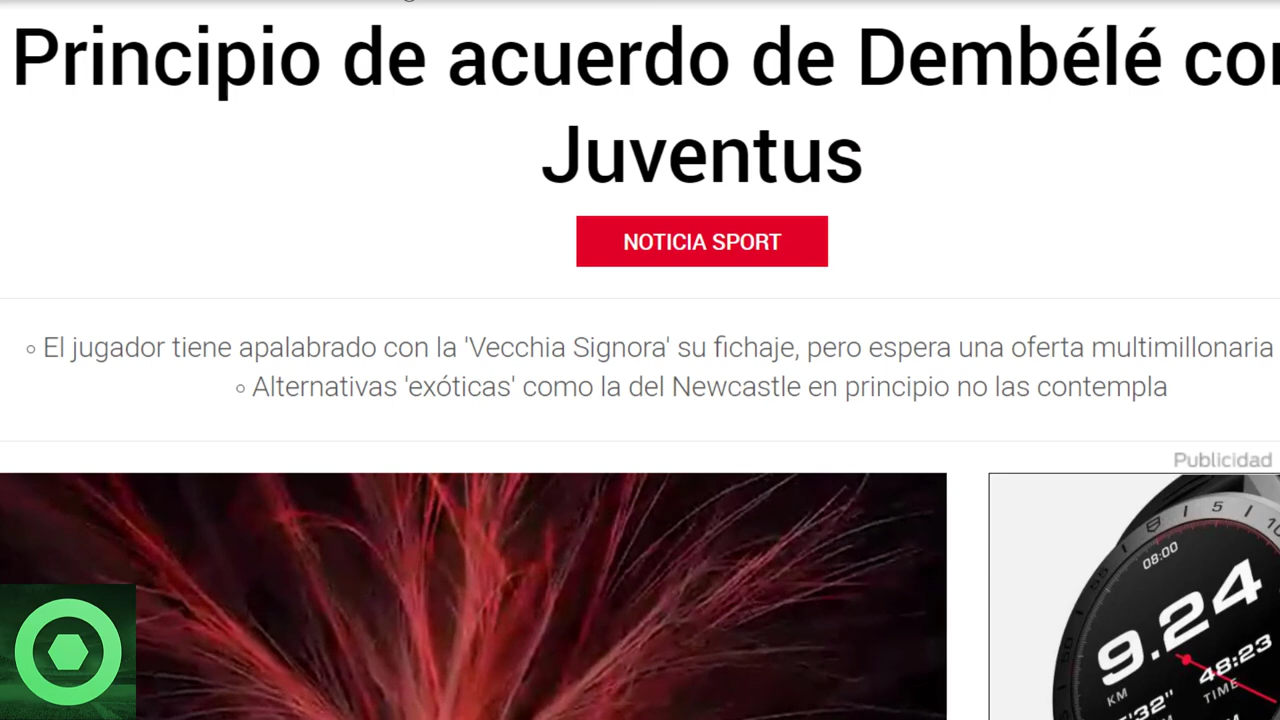 Principio de acuerdo de Dembélé
Juventus
NOTICIA SPORT
◦ El jugador tiene apalabrado con la 'Vecchia Signora' su fichaje, pero espera una oferta multimillonaria
◦ Alternativas 'exóticas' como la del Newcastle en principio no las contempla
Publicidad
5
08:00
9.24
KM
48:23
TIME